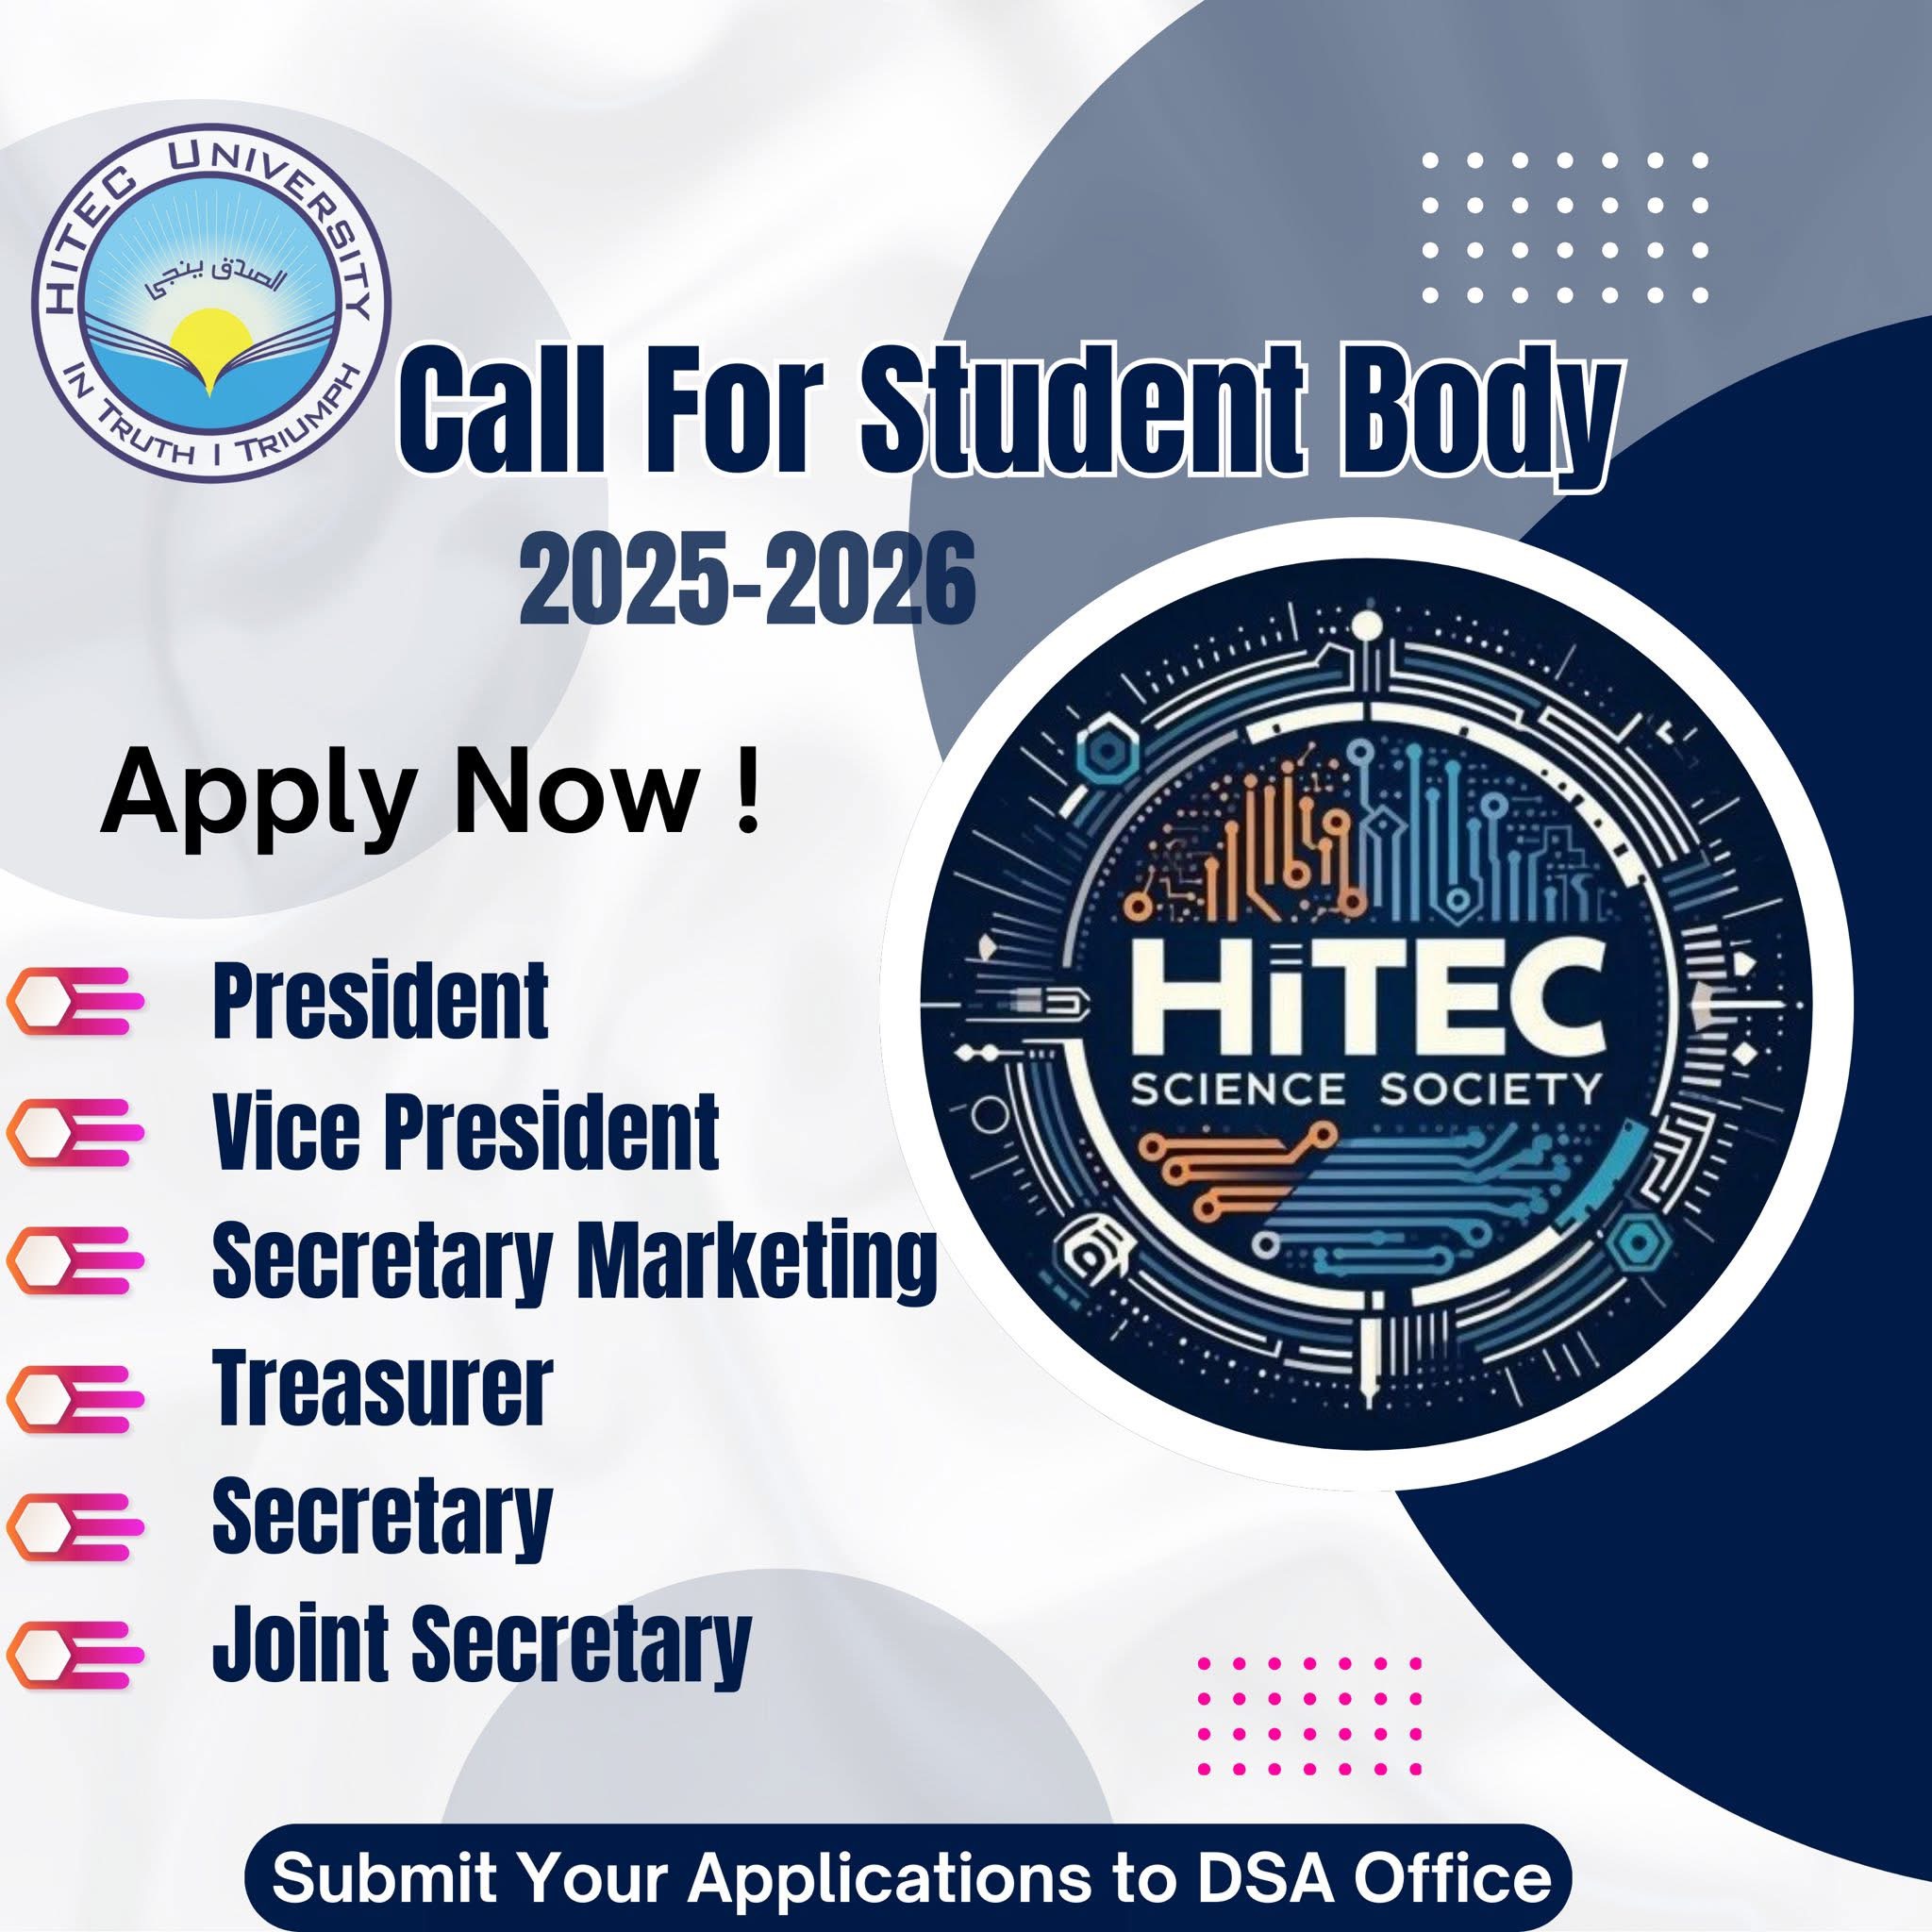 HITEC UNIVERSITY
الصدق ينجى
IN TRUTH | TRIUMPH
Call For Student Body
2025-2026
Apply Now !
HiTEC
SCIENCE SOCIETY
President
Vice President
Secretary Marketing
Treasurer
Secretary
Joint Secretary
Submit Your Applications to DSA Office